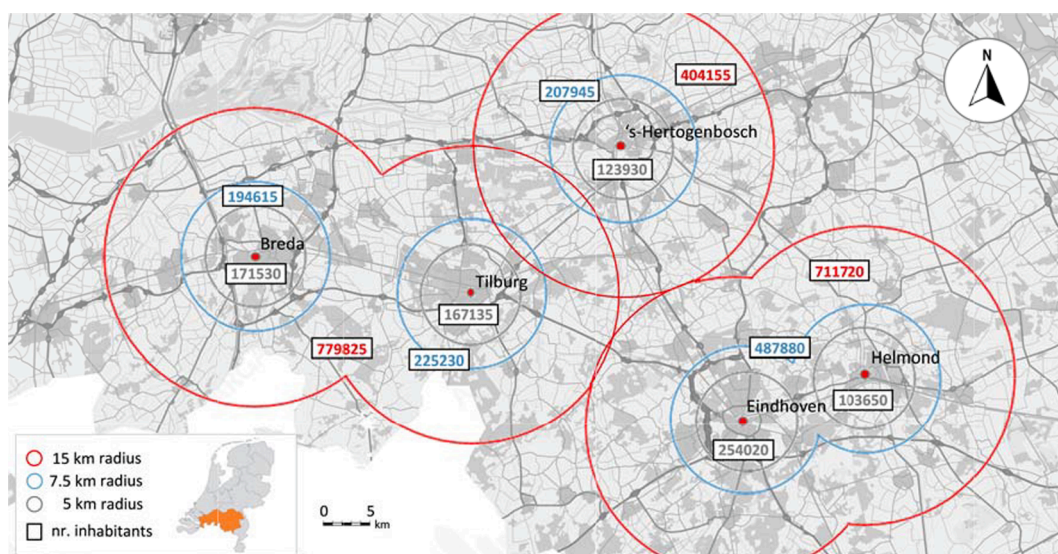 N
404155
207945
's-Hertogenbosch
123930
194615
Breda
171530
Tilburg
167135
711720
779825
225230
487880
Helmond
103650
Eindhoven
254020
15 km radius
7.5 km radius
5 km radius
nr. inhabitants
0 5
km